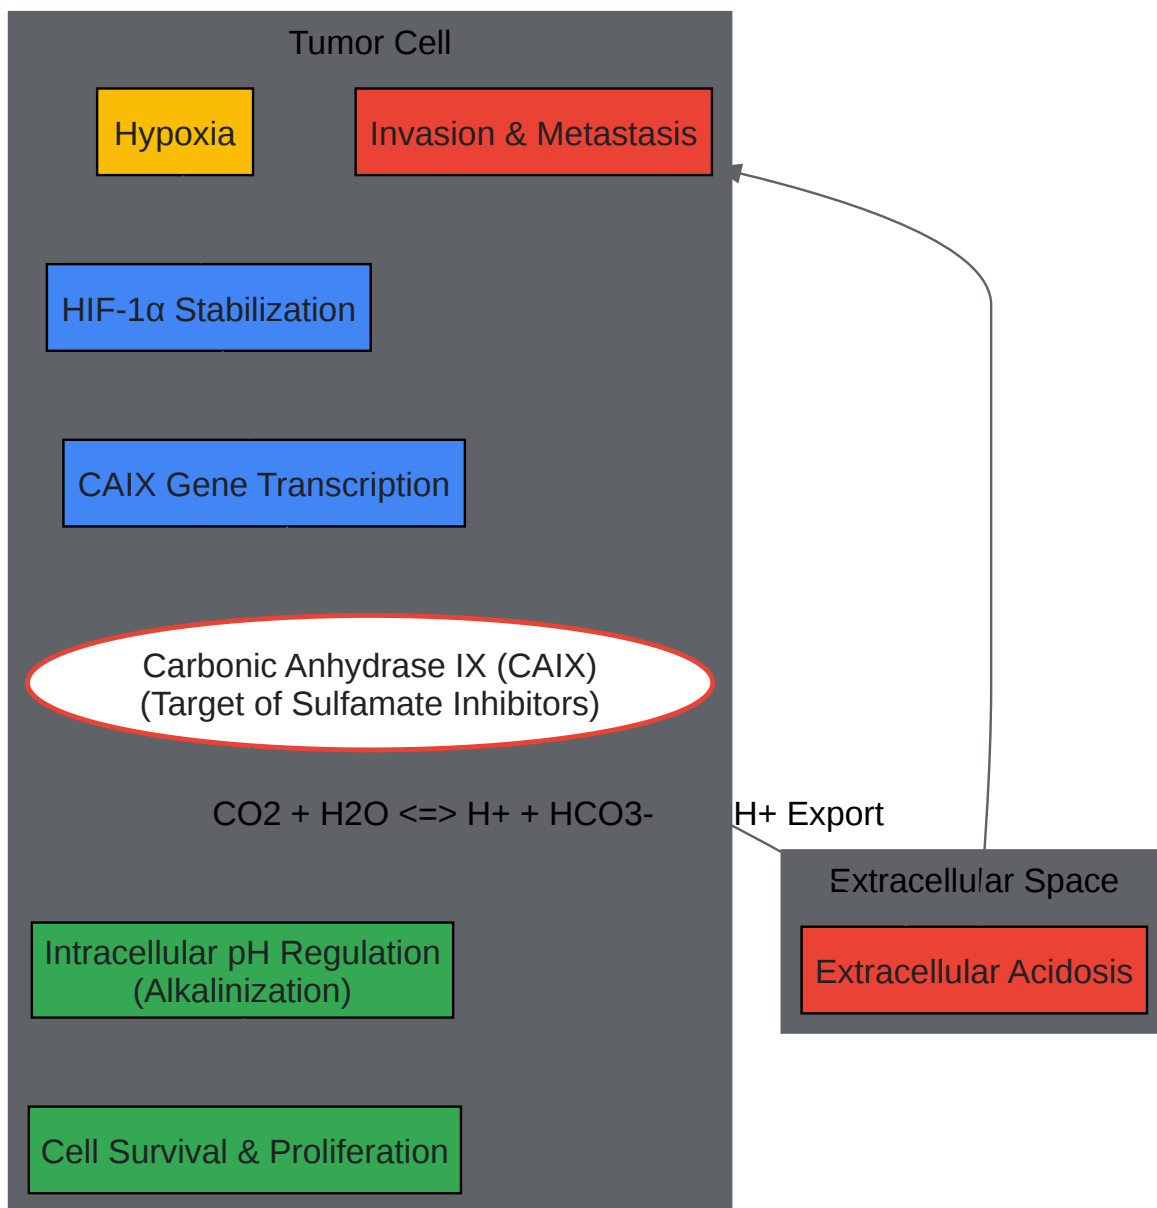 Tumor Cell
Hypoxia
Invasion & Metastasis
HIF-1α Stabilization
CAIX Gene Transcription
Carbonic Anhydrase IX (CAIX)
(Target of Sulfamate Inhibitors)
CO2 + H2O <=> H+ + HCO3-
H+ Export
Extracellular Space
Extracellular Acidosis
Intracellular pH Regulation
(Alkalinization)
Cell Survival & Proliferation